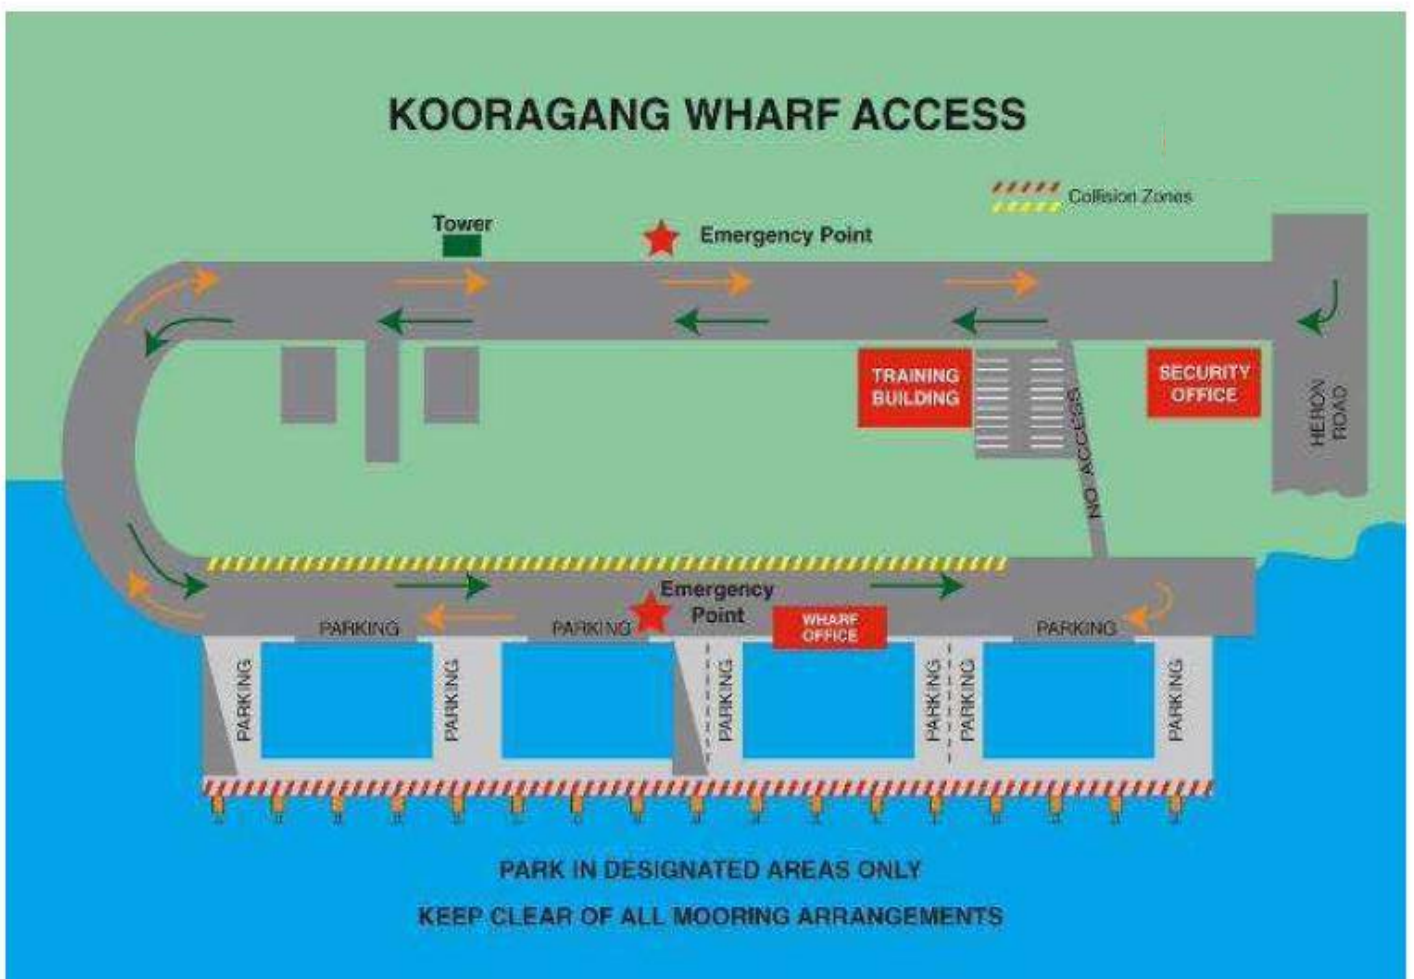 KOORAGANG WHARF ACCESS
Collision Zones
Tower
Emergency Point
TRAINING
BUILDING
SECURITY
OFFICE
HERON
ROAD
NO ACCESS
Emergency
Point
WHARF
OFFICE
PARKING
PARKING
PARKING
PARKING
PARKING
PARKING
PARKING
PARKING
PARKING
PARK IN DESIGNATED AREAS ONLY
KEEP CLEAR OF ALL MOORING ARRANGEMENTS